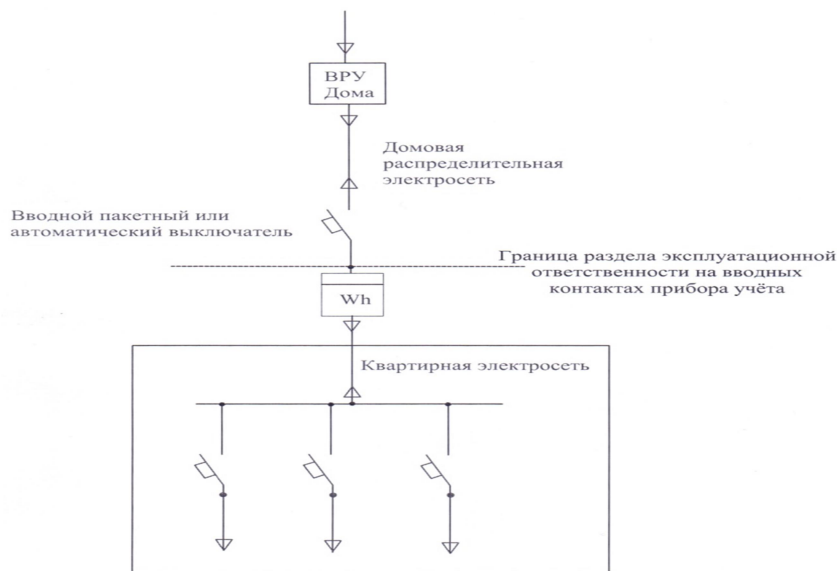 ВРУ
Дома
Домовая
распределительная
электросеть
Вводной пакетный или
автоматический выключатель
Граница раздела эксплуатационной
ответственности на вводных
контактах прибора учёта
Wh
Квартирная электросеть